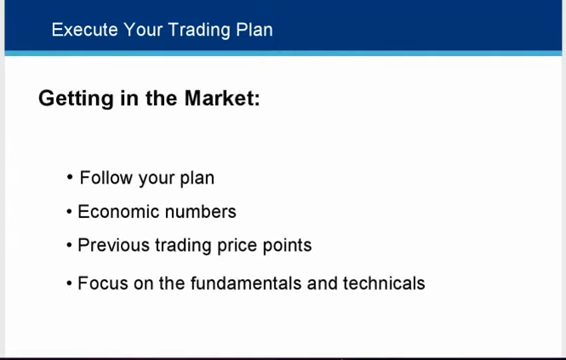 Execute Your Trading Plan
Getting in the Market:
• Follow your plan
• Economic numbers
• Previous trading price points
• Focus on the fundamentals and technicals